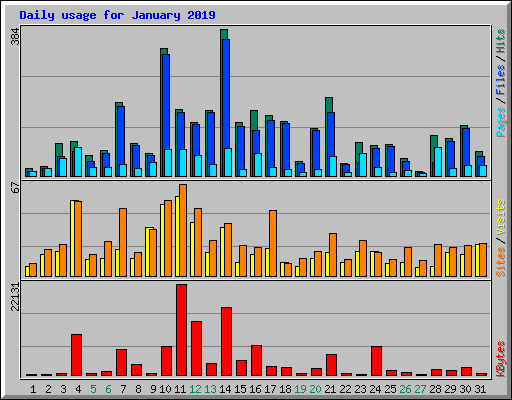 Daily usage for January 2019
384
Pages / Files / Hits
67
Sites / Visits
22131
KBytes
1 2 3 4 5 6 7 8 9 10 11 12 13 14 15 16 17 18 19 20 21 22 23 24 25 26 27 28 29 30 31